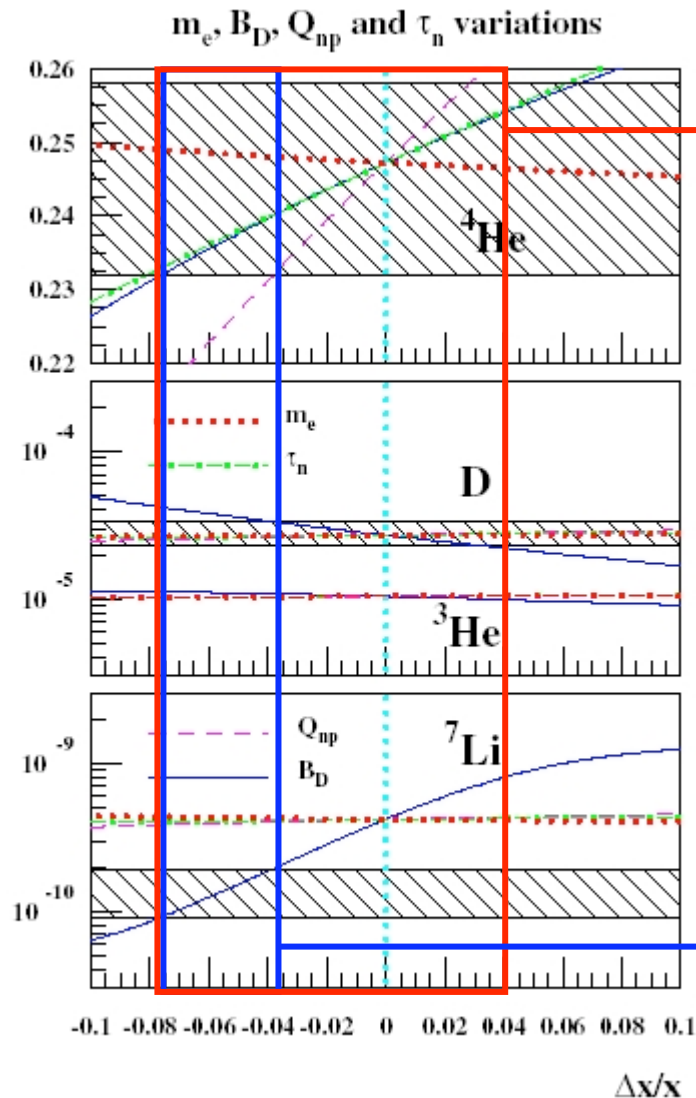 m_e, B_D, Q_np and τ_n variations
0.26
0.25
0.24
0.23
0.22
⁴He
m_e
τ_n
10⁻⁴
D
10⁻⁵
³He
Q_np
B_D
⁷Li
10⁻⁹
10⁻¹⁰
-0.1 -0.08 -0.06 -0.04 -0.02 0 0.02 0.04 0.06 0.08 0.1
Δx/x